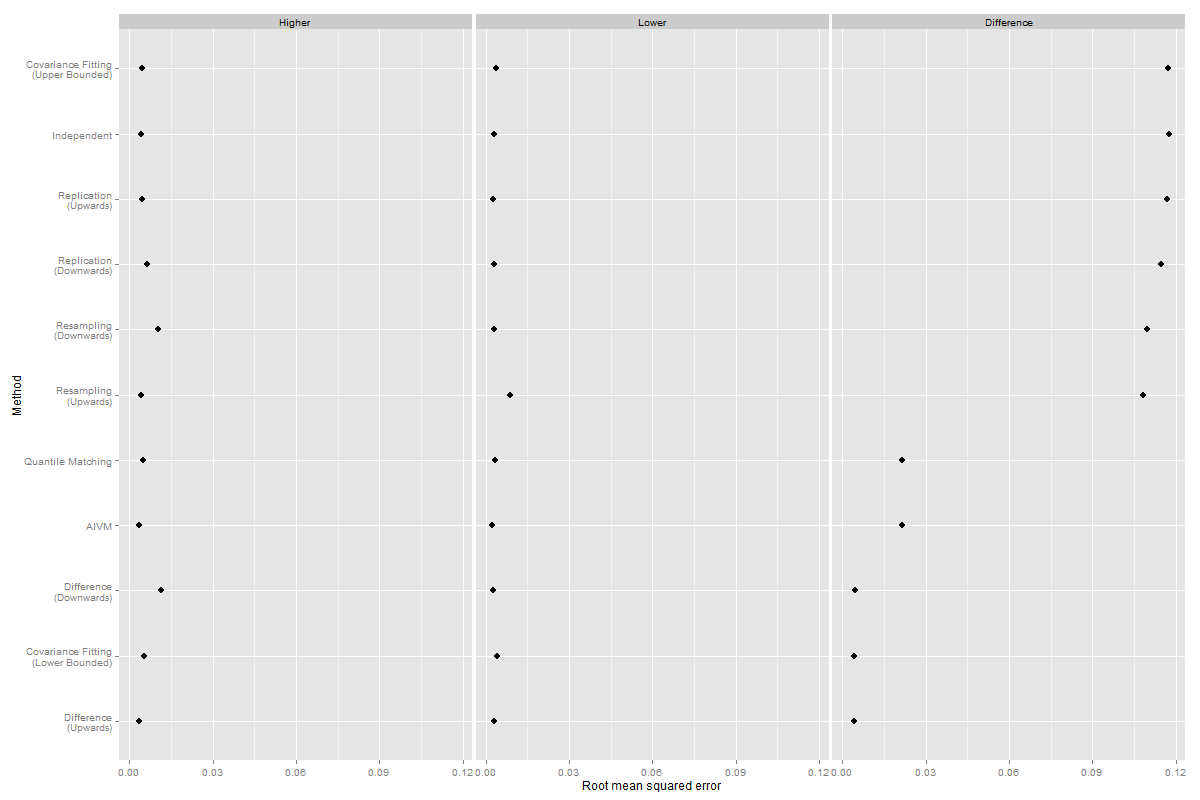 Higher
Lower
Difference
Method
Covariance Fitting
(Upper Bounded)
Independent
Replication
(Upwards)
Replication
(Downwards)
Resampling
(Downwards)
Resampling
(Upwards)
Quantile Matching
AIVM
Difference
(Downwards)
Covariance Fitting
(Lower Bounded)
Difference
(Upwards)
0.00 0.03 0.06 0.09 0.12 0.00 0.03 0.06 0.09 0.12 0.00 0.03 0.06 0.09 0.12
Root mean squared error